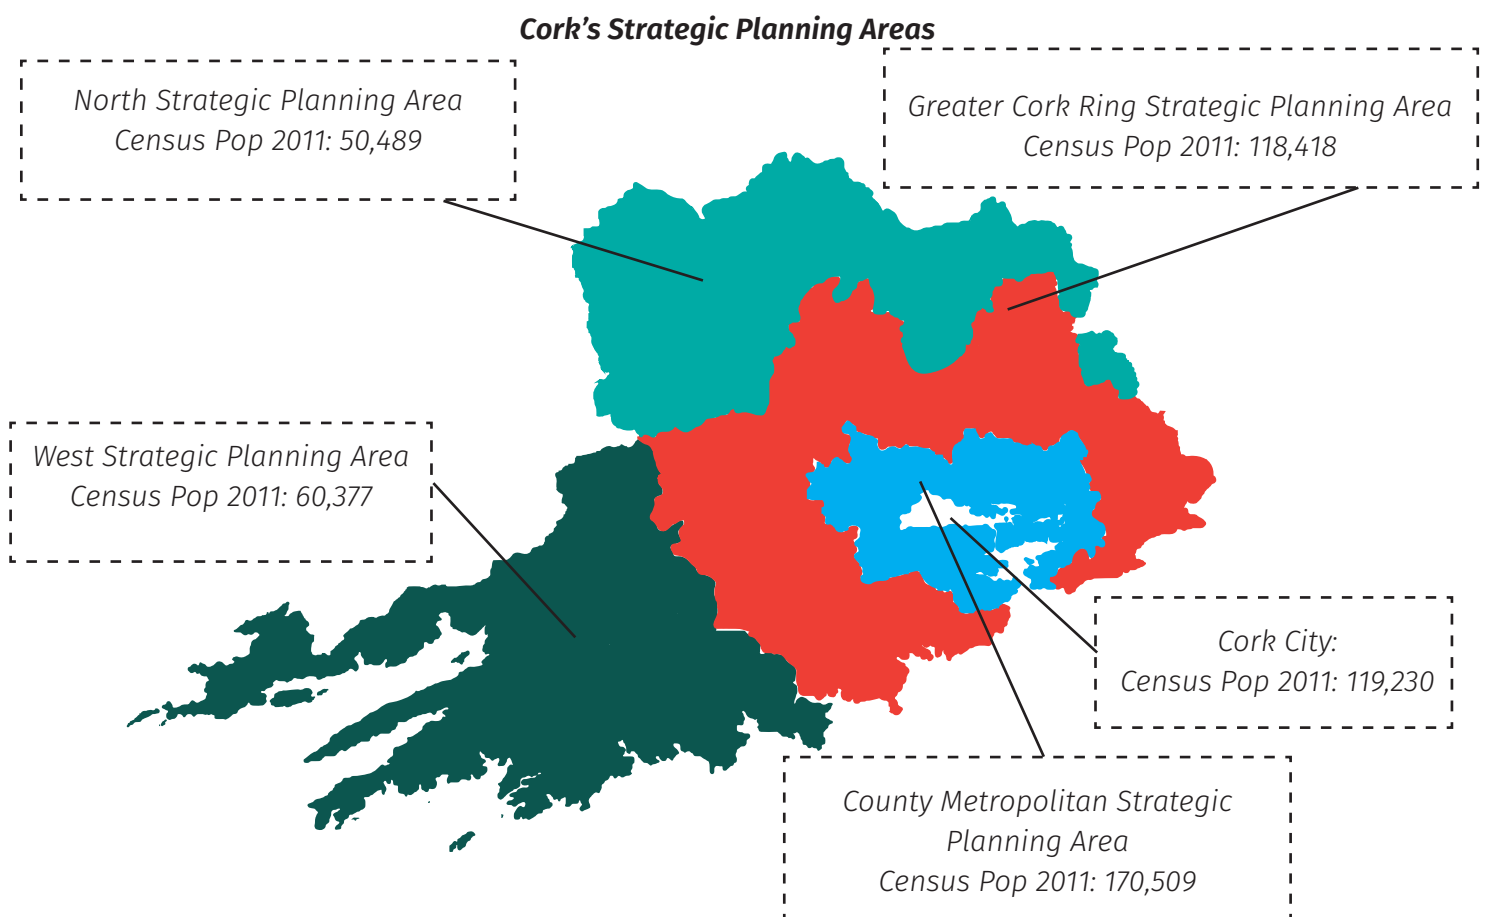 Cork’s Strategic Planning Areas
North Strategic Planning Area
Census Pop 2011: 50,489
Greater Cork Ring Strategic Planning Area
Census Pop 2011: 118,418
West Strategic Planning Area
Census Pop 2011: 60,377
Cork City:
Census Pop 2011: 119,230
County Metropolitan Strategic
Planning Area
Census Pop 2011: 170,509